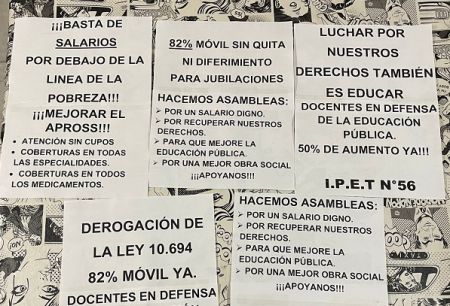 ¡¡¡BASTA DE
SALARIOS
POR DEBAJO DE LA
LINEA DE LA
POBREZA!!!
¡¡¡MEJORAR EL
APROSS!!!
• ATENCIÓN SIN CUPOS
• COBERTURAS EN TODAS
LAS ESPECIALIDADES.
• COBERTURAS EN TODOS
LOS MEDICAMENTOS.
82% MÓVIL SIN QUITA
NI DIFERIMIENTO
PARA JUBILACIONES
HACEMOS ASAMBLEAS:
➢ POR UN SALARIO DIGNO.
➢ POR RECUPERAR NUESTROS
DERECHOS.
➢ PARA QUE MEJORE LA
EDUCACIÓN PÚBLICA.
➢ POR UNA MEJOR OBRA SOCIAL
¡¡¡APOYANOS!!!
LUCHAR POR
NUESTROS
DERECHOS TAMBIÉN
ES EDUCAR
DOCENTES EN DEFENSA
DE LA EDUCACIÓN
PÚBLICA.
50% DE AUMENTO YA!!!
I.P.E.T N°56
DEROGACIÓN DE
LA LEY 10.694
82% MÓVIL YA.
DOCENTES EN DEFENSA
HACEMOS ASAMBLEAS:
➢ POR UN SALARIO DIGNO.
➢ POR RECUPERAR NUESTROS
DERECHOS.
➢ PARA QUE MEJORE LA
EDUCACIÓN PÚBLICA.
➢ POR UNA MEJOR OBRA SOCIAL
¡¡¡APOYANOS!!!